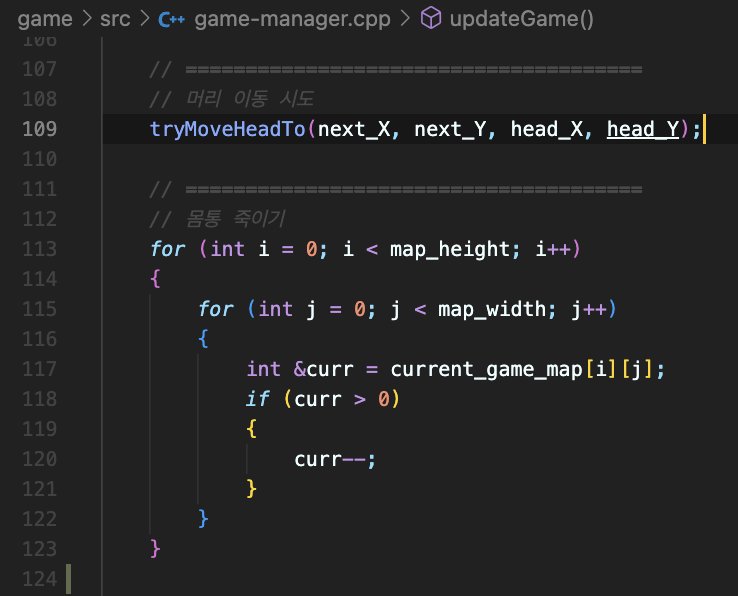 game > src > C++ game-manager.cpp > updateGame()
106
107 // ======================================
108 // 머리 이동 시도
109 tryMoveHeadTo(next_X, next_Y, head_X, head_Y);
110
111 // ======================================
112 // 몸통 죽이기
113 for (int i = 0; i < map_height; i++)
114 {
115 for (int j = 0; j < map_width; j++)
116 {
117 int &curr = current_game_map[i][j];
118 if (curr > 0)
119 {
120 curr--;
121 }
122 }
123 }
124